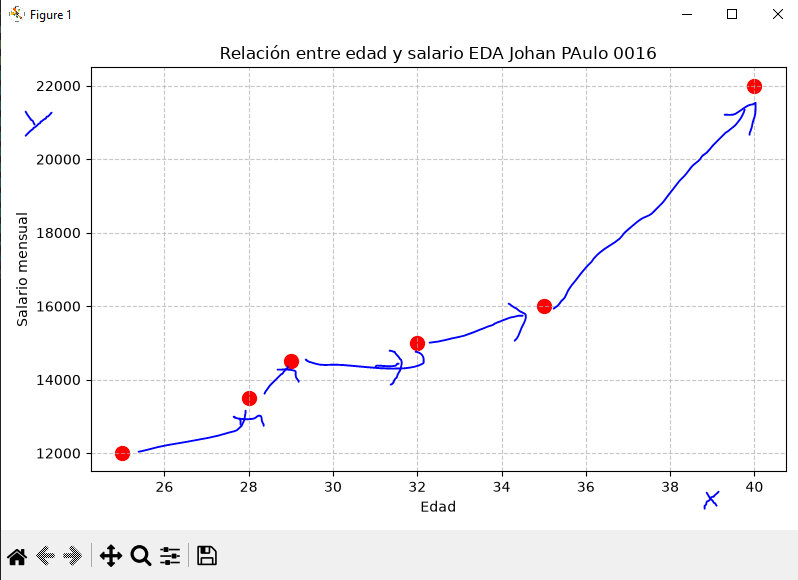 Figure 1
Relación entre edad y salario EDA Johan PAulo 0016
22000
Y
20000
18000
Salario mensual
16000
14000
12000
26 28 30 32 34 36 38 40
Edad
X